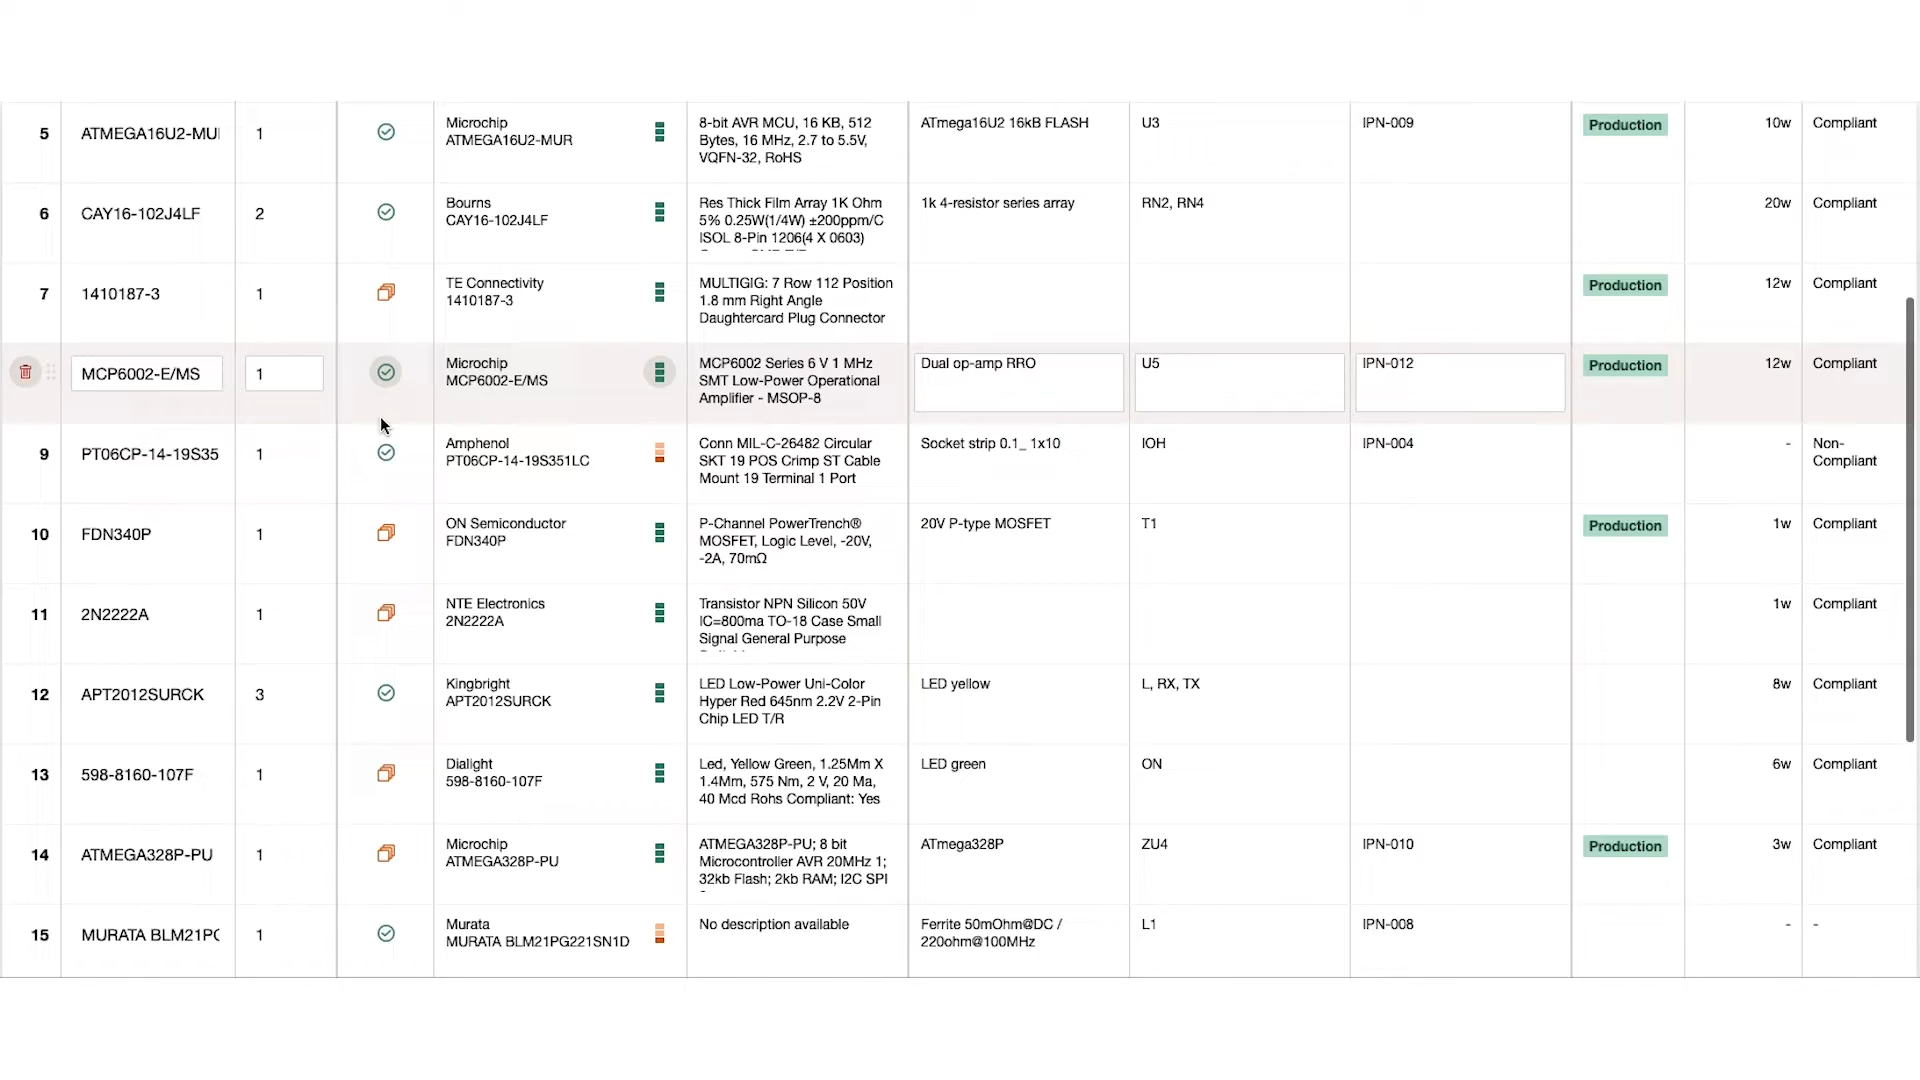 5 ATMEGA16U2-MU 1 Microchip 8-bit AVR MCU, 16 KB, 512 ATmega16U2 16kB FLASH U3 IPN-009 Production 10w Compliant
ATMEGA16U2-MUR Bytes, 16 MHz, 2.7 to 5.5V,
VQFN-32, RoHS
6 CAY16-102J4LF 2 Bourns Res Thick Film Array 1K Ohm 1k 4-resistor series array RN2, RN4 20w Compliant
CAY16-102J4LF 5% 0.25W(1/4W) ±200ppm/C
ISOL 8-Pin 1206(4 X 0603)
7 1410187-3 1 TE Connectivity MULTIGIG: 7 Row 112 Position Production 12w Compliant
1410187-3 1.8 mm Right Angle
Daughtercard Plug Connector
MCP6002-E/MS 1 Microchip MCP6002 Series 6 V 1 MHz Dual op-amp RRO U5 IPN-012 Production 12w Compliant
MCP6002-E/MS SMT Low-Power Operational
Amplifier - MSOP-8
9 PT06CP-14-19S35 1 Amphenol Conn MIL-C-26482 Circular Socket strip 0.1_ 1x10 IOH IPN-004 - Non-
PT06CP-14-19S351LC SKT 19 POS Crimp ST Cable Compliant
Mount 19 Terminal 1 Port
10 FDN340P 1 ON Semiconductor P-Channel PowerTrench® 20V P-type MOSFET T1 Production 1w Compliant
FDN340P MOSFET, Logic Level, -20V,
-2A, 70mΩ
11 2N2222A 1 NTE Electronics Transistor NPN Silicon 50V 1w Compliant
2N2222A IC=800ma TO-18 Case Small
Signal General Purpose
12 APT2012SURCK 3 Kingbright LED Low-Power Uni-Color LED yellow L, RX, TX 8w Compliant
APT2012SURCK Hyper Red 645nm 2.2V 2-Pin
Chip LED T/R
13 598-8160-107F 1 Dialight Led, Yellow Green, 1.25Mm X LED green ON 6w Compliant
598-8160-107F 1.4Mm, 575 Nm, 2 V, 20 Ma,
40 Mcd Rohs Compliant: Yes
14 ATMEGA328P-PU 1 Microchip ATMEGA328P-PU; 8 bit ATmega328P ZU4 IPN-010 Production 3w Compliant
ATMEGA328P-PU Microcontroller AVR 20MHz 1;
32kb Flash; 2kb RAM; I2C SPI
15 MURATA BLM21P 1 Murata No description available Ferrite 50mOhm@DC / L1 IPN-008 - -
MURATA BLM21PG221SN1D 220ohm@100MHz